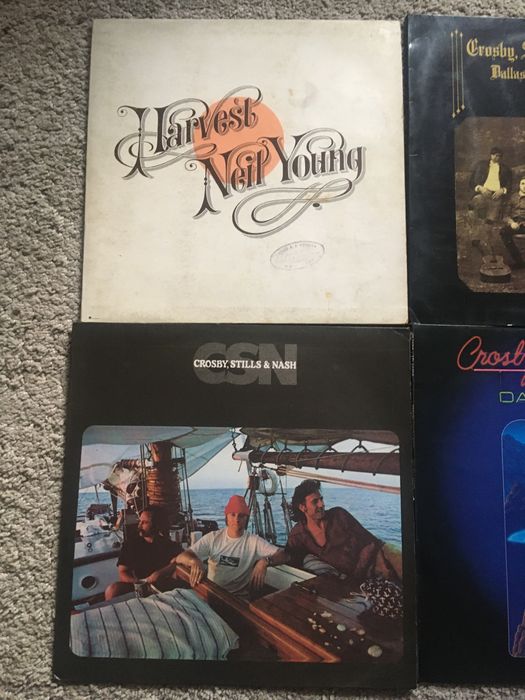 Harvest
Neil Young
Crosby,
Dallas
CSN
CROSBY, STILLS & NASH
Crosb
DA